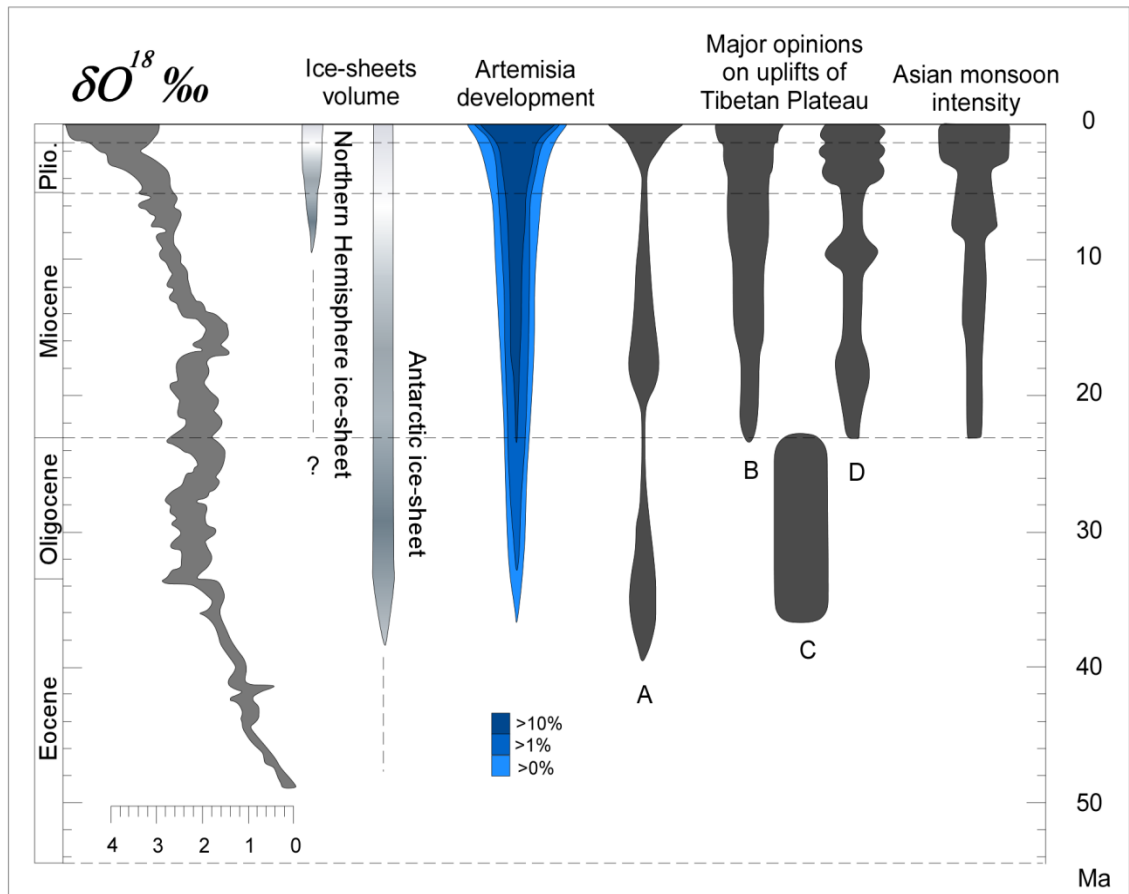 δO¹⁸ ‰
Ice-sheets
volume
Artemisia
development
Major opinions
on uplifts of
Tibetan Plateau
Asian monsoon
intensity
Plio.
Miocene
Oligocene
Eocene
Northern Hemisphere ice-sheet
?
Antarctic ice-sheet
A
B
C
D
>10%
>1%
>0%
4 3 2 1 0
0
10
20
30
40
50
Ma